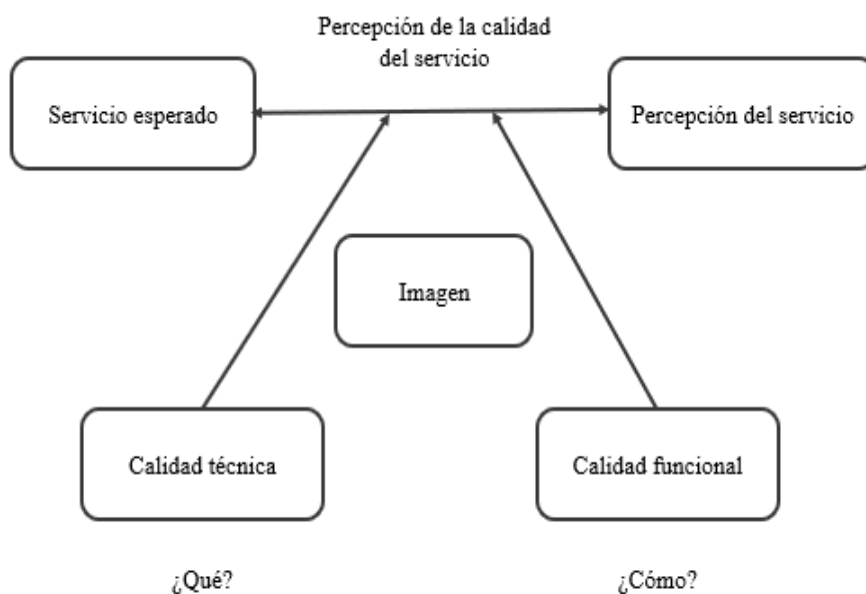 Percepción de la calidad
del servicio
Servicio esperado
Percepción del servicio
Imagen
Calidad técnica
Calidad funcional
¿Qué?
¿Cómo?